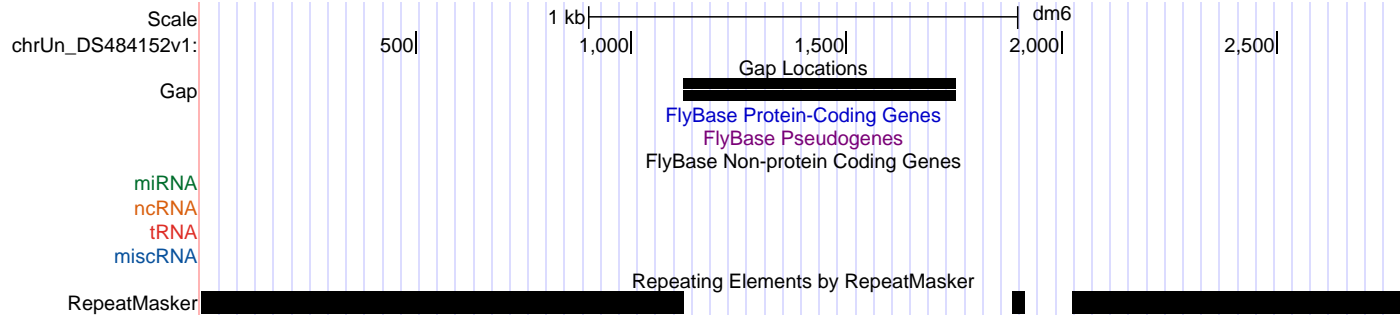 Scale 1 kb dm6
chrUn_DS484152v1: 500 1,000 1,500 2,000 2,500
Gap Locations
Gap
FlyBase Protein-Coding Genes
FlyBase Pseudogenes
FlyBase Non-protein Coding Genes
miRNA
ncRNA
tRNA
miscRNA
Repeating Elements by RepeatMasker
RepeatMasker